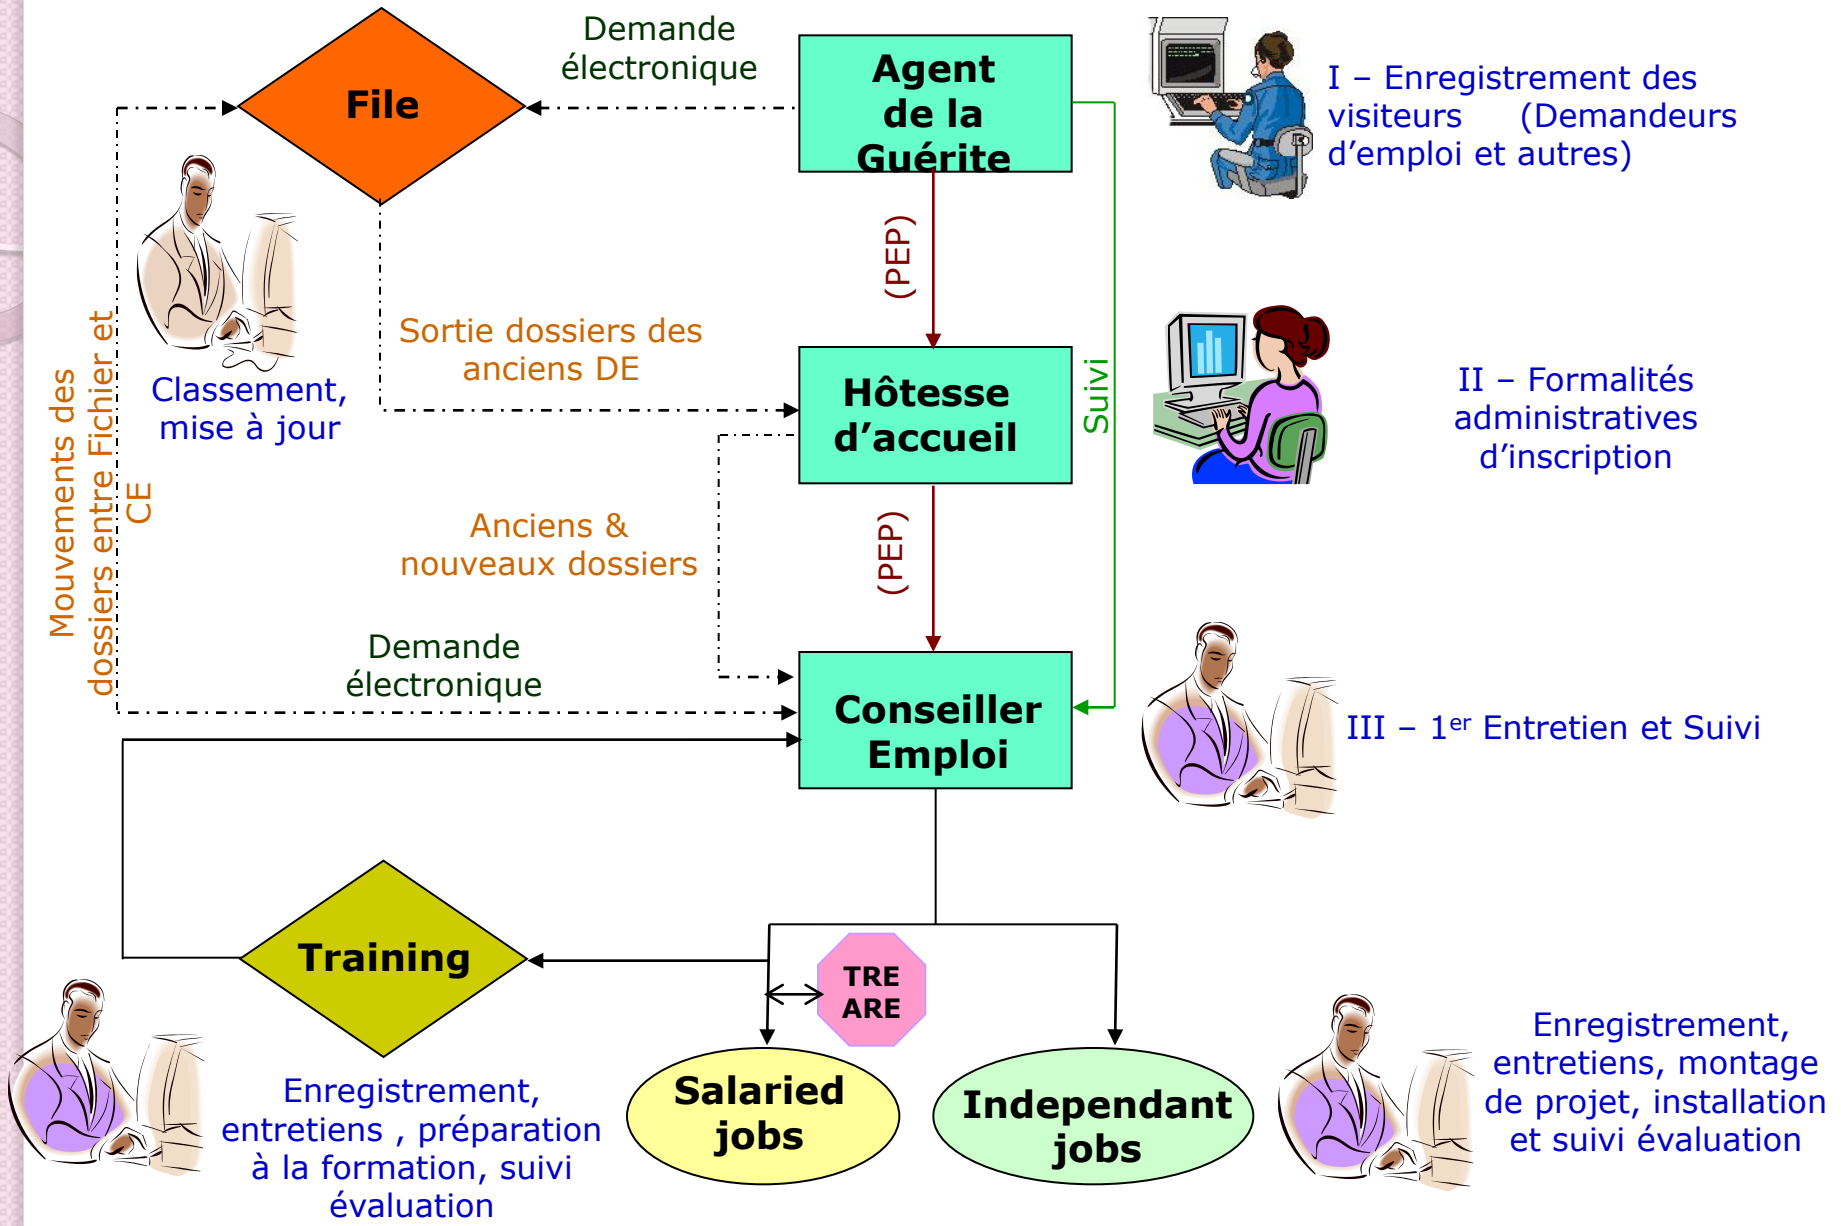 Demande
électronique
File
Agent
de la
Guérite
I – Enregistrement des
visiteurs (Demandeurs
d’emploi et autres)
(PEP)
Sortie dossiers des
anciens DE
Classement,
mise à jour
Mouvements des
dossiers entre Fichier et
CE
Hôtesse
d’accueil
Suivi
II – Formalités
administratives
d’inscription
Anciens &
nouveaux dossiers
(PEP)
Demande
électronique
Conseiller
Emploi
III – 1er Entretien et Suivi
Training
TRE
ARE
Salaried
jobs
Independant
jobs
Enregistrement,
entretiens , préparation
à la formation, suivi
évaluation
Enregistrement,
entretiens, montage
de projet, installation
et suivi évaluation